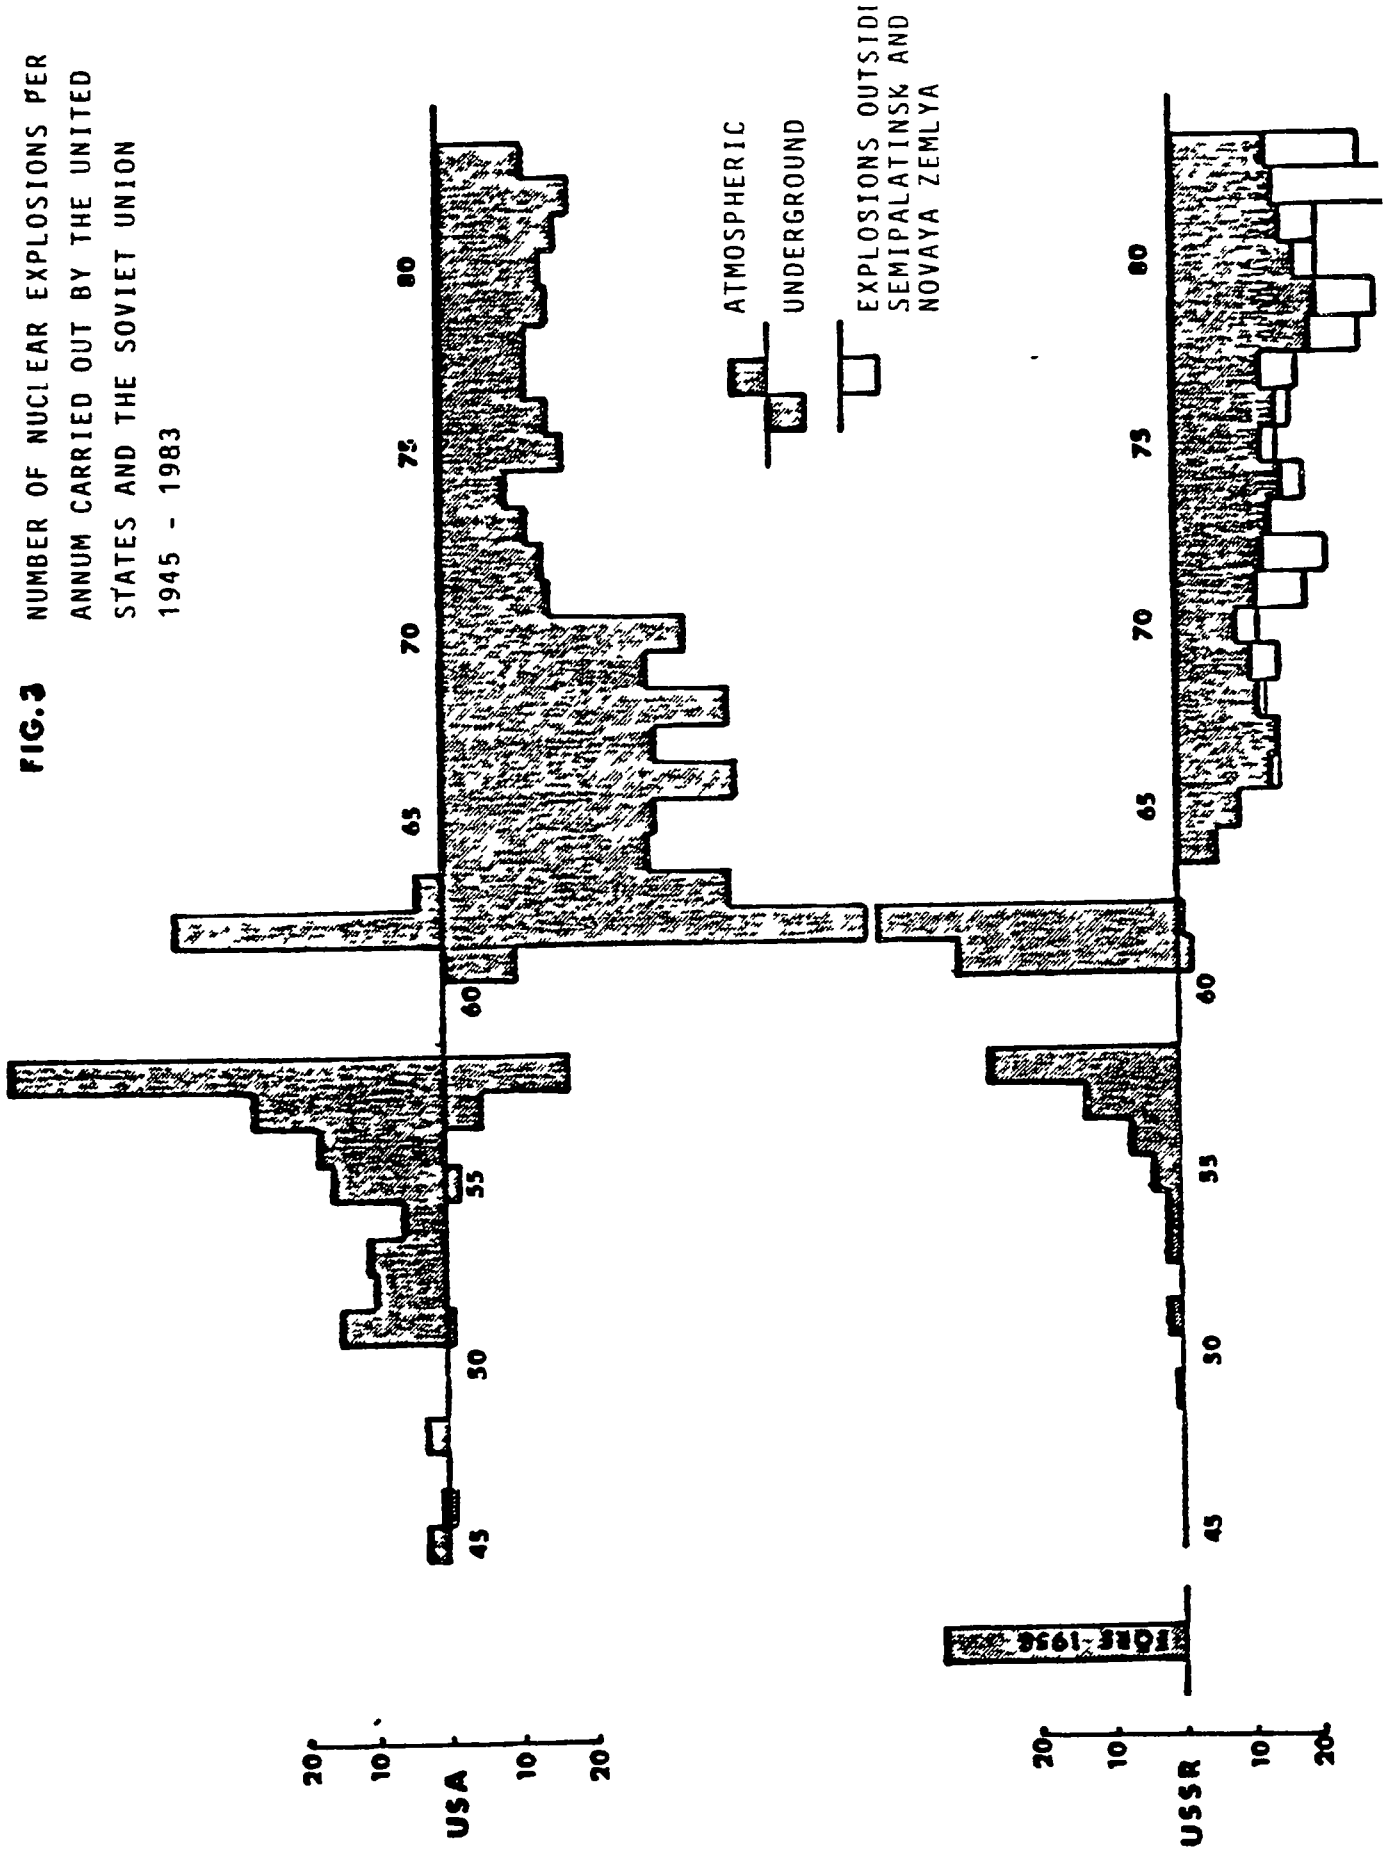 FIG.3
NUMBER OF NUCLEAR EXPLOSIONS PER
ANNUM CARRIED OUT BY THE UNITED
STATES AND THE SOVIET UNION
1945 - 1983
20
10
USA
10
20
45
50
55
60
65
70
75
80
ATMOSPHERIC
UNDERGROUND
EXPLOSIONS OUTSIDI
SEMIPALATINSK AND
NOVAYA ZEMLYA
20
10
USSR
10
20
FÖRE 1956
45
50
55
60
65
70
75
80